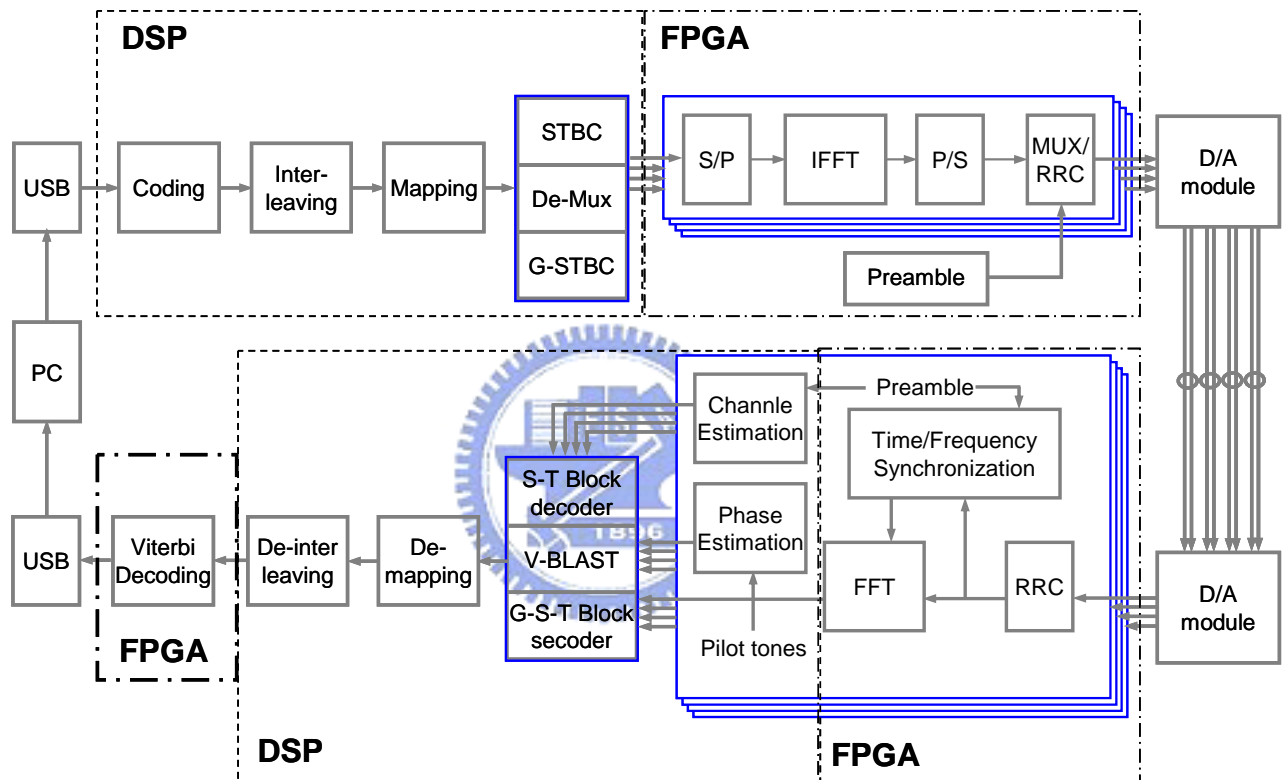 DSP
FPGA
USB
Coding
Inter-
leaving
Mapping
STBC
De-Mux
G-STBC
S/P
IFFT
P/S
MUX/
RRC
Preamble
D/A
module
PC
Channle
Estimation
Preamble
Time/Frequency
Synchronization
S-T Block
decoder
V-BLAST
G-S-T Block
secoder
Phase
Estimation
Pilot tones
FFT
RRC
D/A
module
USB
Viterbi
Decoding
De-inter
leaving
De-
mapping
FPGA
DSP
FPGA
1896